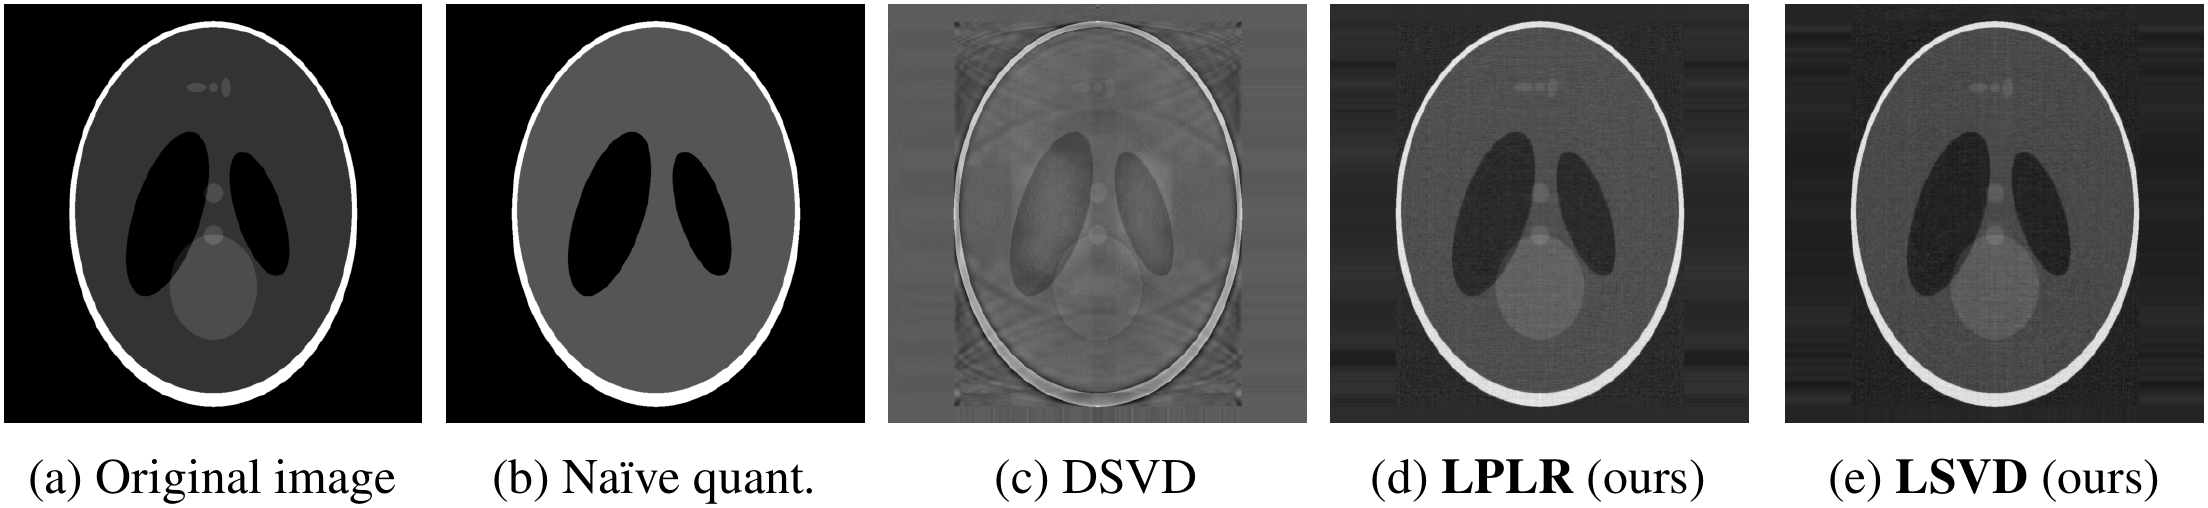 (a) Original image (b) Naïve quant. (c) DSVD (d) LPLR (ours) (e) LSVD (ours)